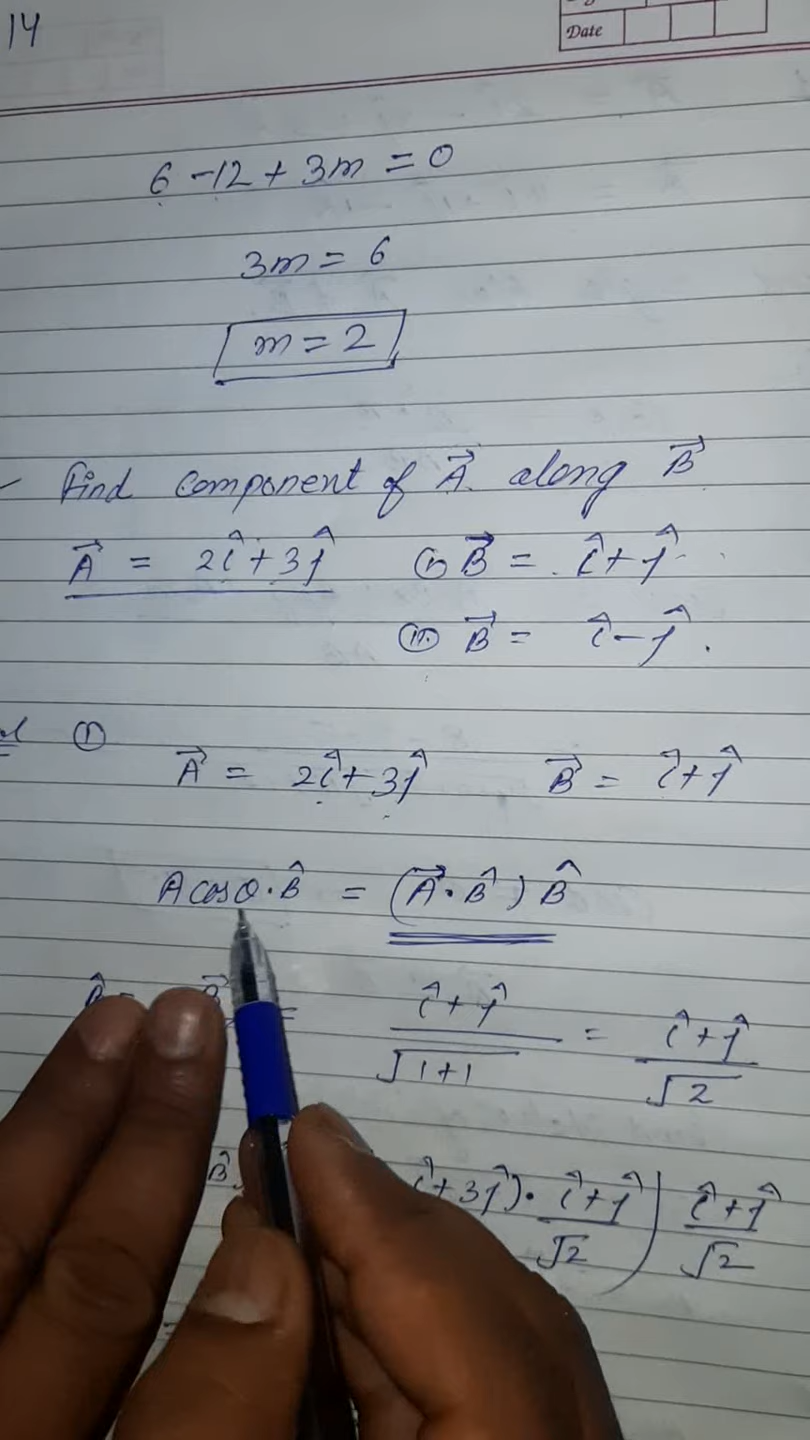 14
Date
6 - 12 + 3m = 0
3m = 6
m = 2
Find component of A⃗ along B⃗
A⃗ = 2î + 3ĵ (i) B⃗ = î + ĵ
(ii) B⃗ = î - ĵ.
(i)
A⃗ = 2î + 3ĵ B⃗ = î + ĵ
A cosθ · B̂ = (A⃗ · B̂) B̂
B̂ = B⃗ = (î + ĵ)/√(1+1) = (î + ĵ)/√2
B̂ î + 3ĵ) · (î + ĵ)/√2) (î + ĵ)/√2